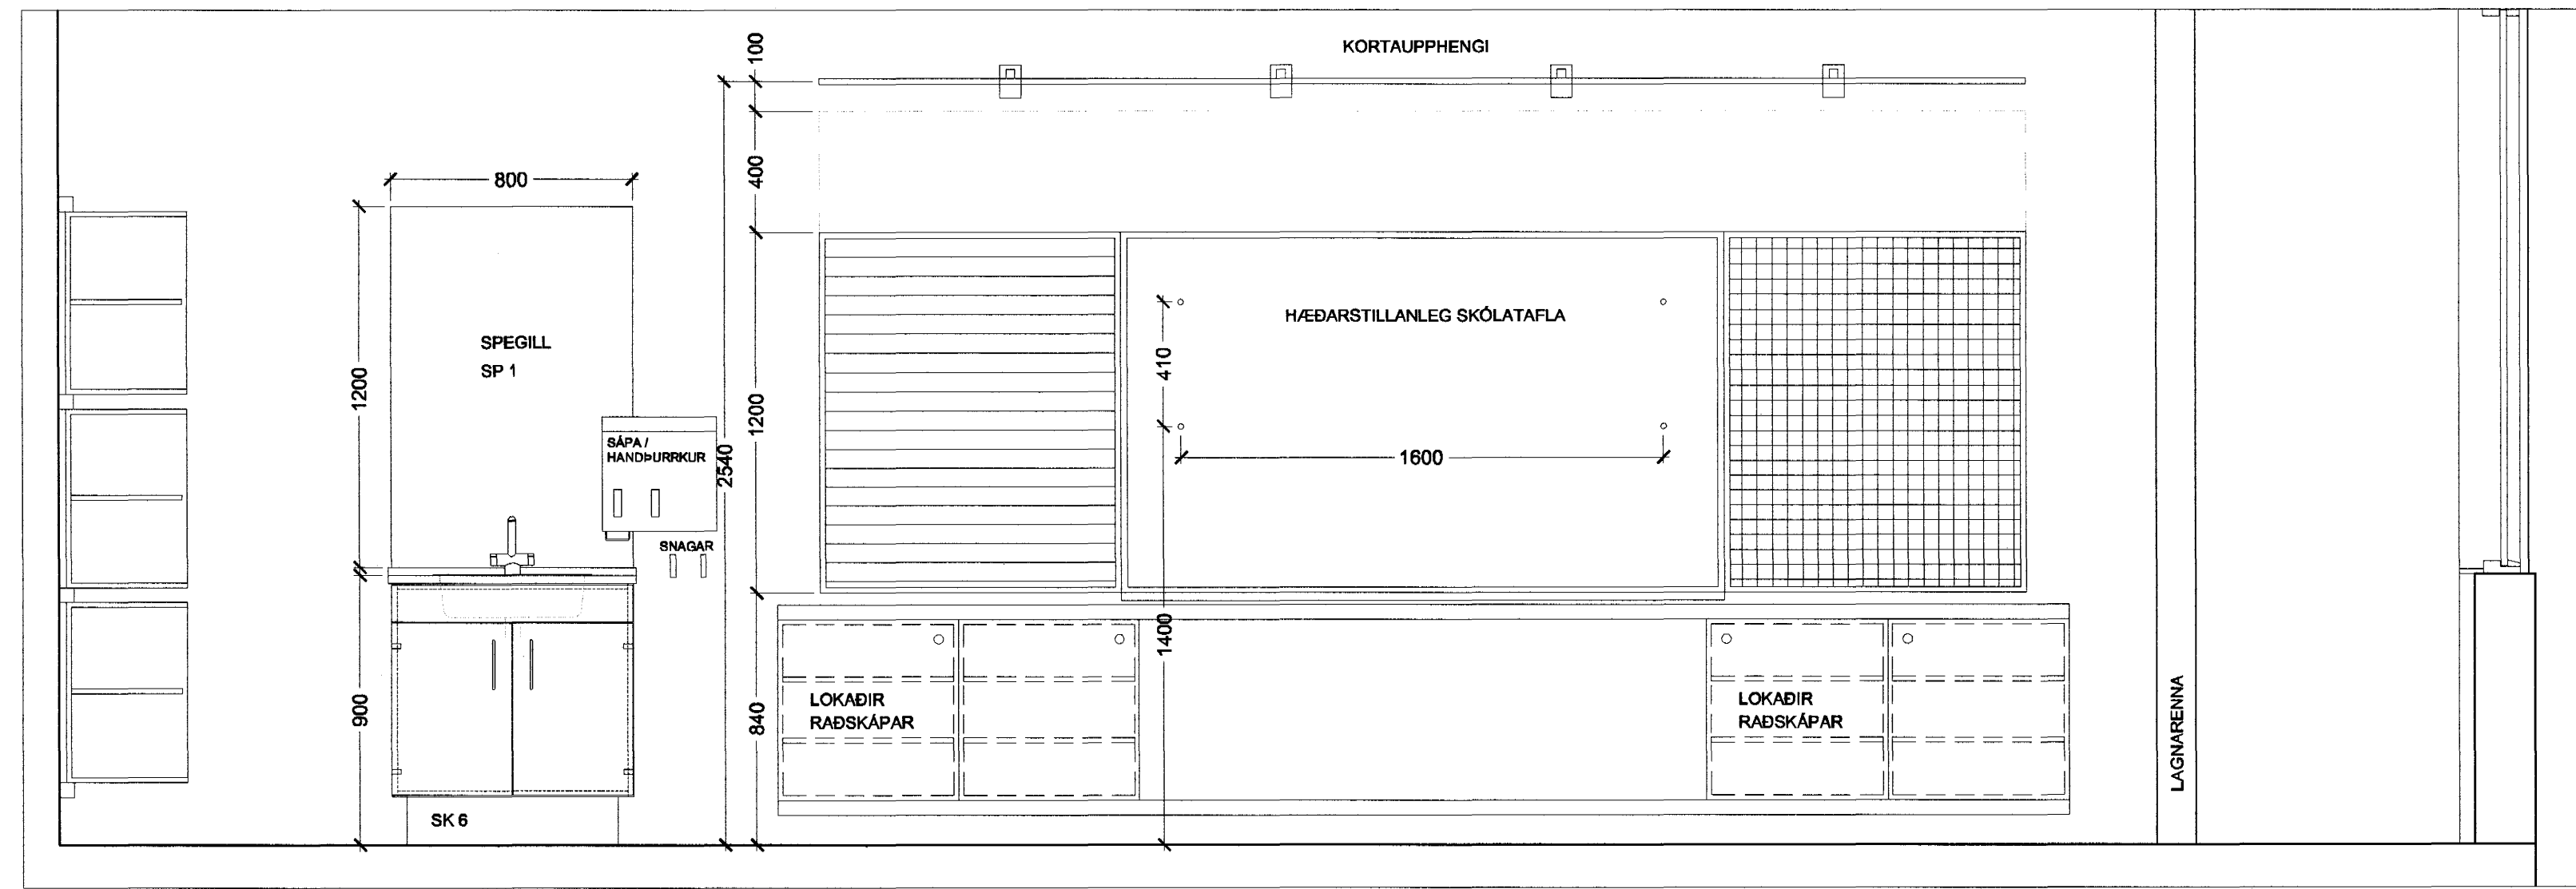 KORTAUPPHENGI
100
800
400
HÆÐARSTILLANLEG SKÓLATAFLA
SPEGILL
SP 1
410
1200
1200
SÁPA /
HANDÞURRKUR
2540
1600
SNAGAR
1400
LOKAÐIR
RAÐSKÁPAR
LOKAÐIR
RAÐSKÁPAR
900
840
LAGNARENNA
SK 6